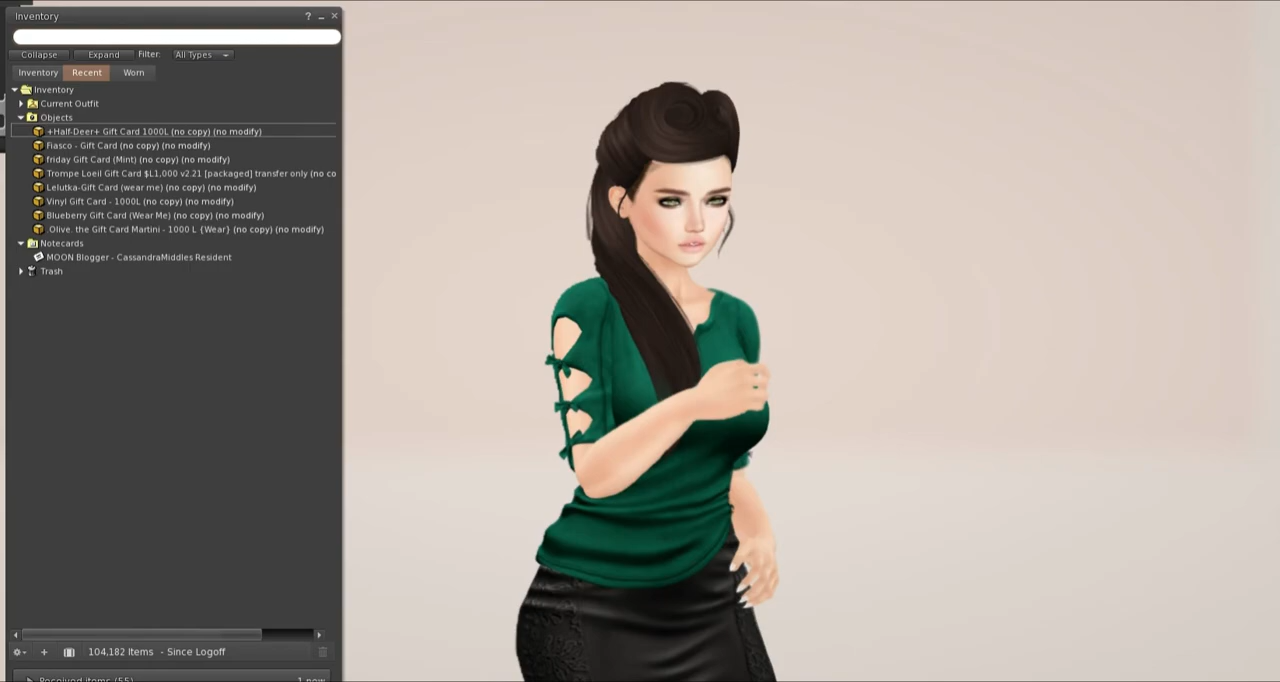 Inventory
? _ ×
Collapse Expand Filter: All Types
Inventory Recent Worn
Inventory
Current Outfit
Objects
+Half-Deer+ Gift Card 1000L (no copy) (no modify)
Fiasco - Gift Card (no copy) (no modify)
friday Gift Card (Mint) (no copy) (no modify)
Trompe Loeil Gift Card $L1,000 v2.21 [packaged] transfer only (no co
Lelutka-Gift Card (wear me) (no copy) (no modify)
Vinyl Gift Card - 1000L (no copy) (no modify)
Blueberry Gift Card (Wear Me) (no copy) (no modify)
Olive. the Gift Card Martini - 1000 L {Wear} (no copy) (no modify)
Notecards
MOON Blogger - CassandraMiddles Resident
Trash
104,182 Items - Since Logoff
Received Items (55) 1 new